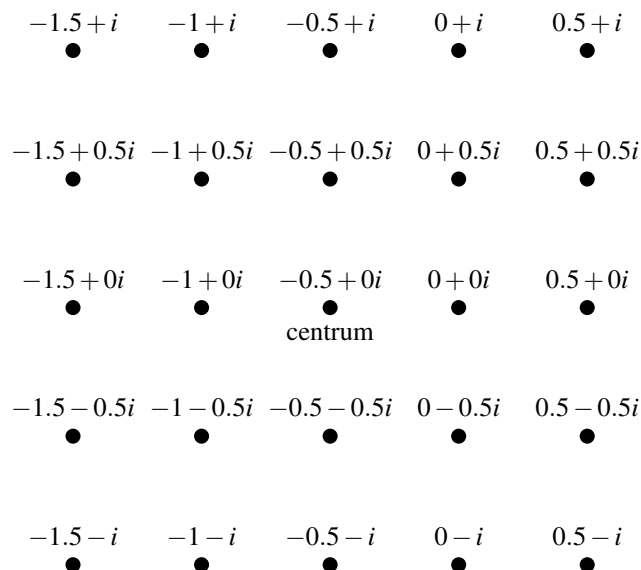 −1.5+i −1+i −0.5+i 0+i 0.5+i
−1.5+0.5i −1+0.5i −0.5+0.5i 0+0.5i 0.5+0.5i
−1.5+0i −1+0i −0.5+0i 0+0i 0.5+0i
centrum
−1.5−0.5i −1−0.5i −0.5−0.5i 0−0.5i 0.5−0.5i
−1.5−i −1−i −0.5−i 0−i 0.5−i